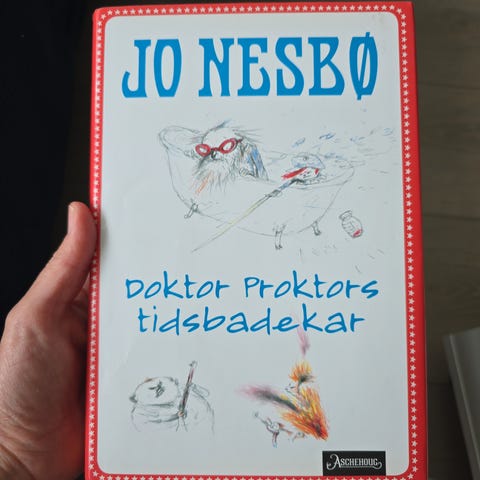 JO NESBØ
Doktor Proktors
tidsbadekar
ASCHEHOUG